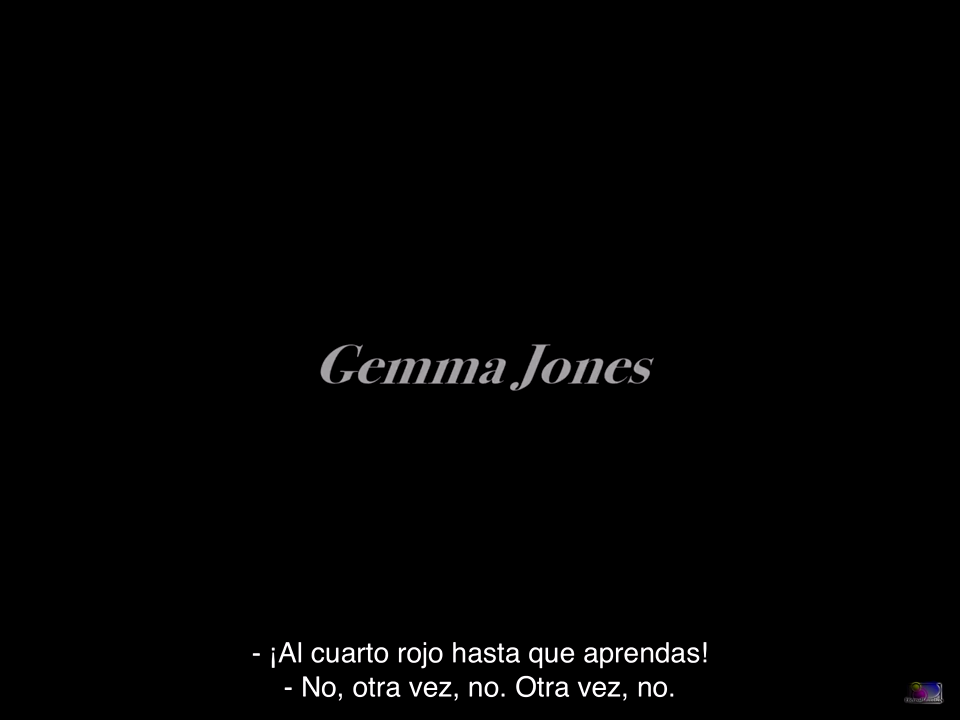 Gemma Jones
- ¡Al cuarto rojo hasta que aprendas!
- No, otra vez, no. Otra vez, no.